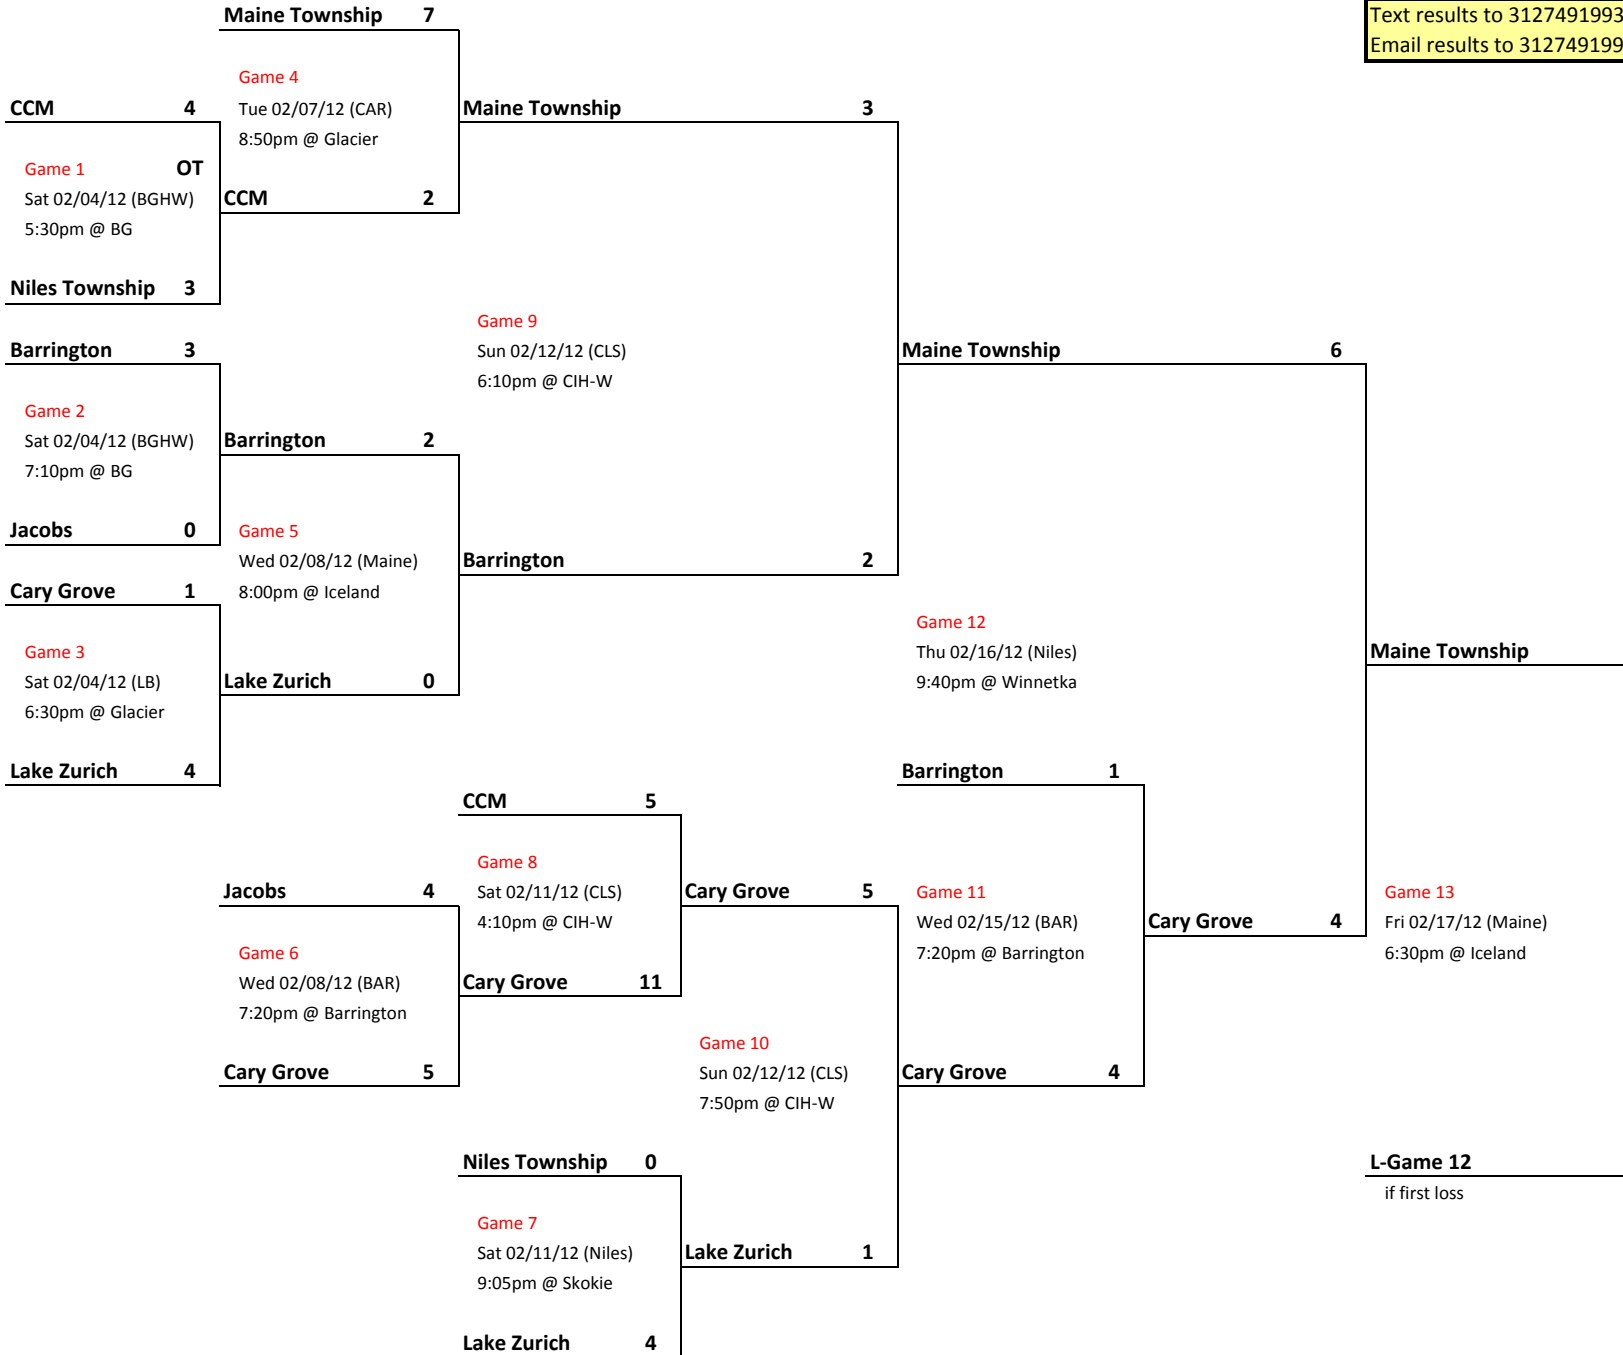 Maine Township 7
Text results to 3127491993
Email results to 312749199
Game 4
CCM 4
Tue 02/07/12 (CAR)
Maine Township 3
8:50pm @ Glacier
Game 1 OT
Sat 02/04/12 (BGHW)
CCM 2
5:30pm @ BG
Niles Township 3
Game 9
Barrington 3
Sun 02/12/12 (CLS)
Maine Township 6
6:10pm @ CIH-W
Game 2
Sat 02/04/12 (BGHW)
Barrington 2
7:10pm @ BG
Jacobs 0
Game 5
Wed 02/08/12 (Maine)
Barrington 2
Cary Grove 1
8:00pm @ Iceland
Game 12
Game 3
Thu 02/16/12 (Niles)
Maine Township
Sat 02/04/12 (LB)
Lake Zurich 0
9:40pm @ Winnetka
6:30pm @ Glacier
Lake Zurich 4
Barrington 1
CCM 5
Game 8
Jacobs 4
Sat 02/11/12 (CLS)
Cary Grove 5
Game 11
Game 13
4:10pm @ CIH-W
Wed 02/15/12 (BAR)
Cary Grove 4
Fri 02/17/12 (Maine)
Game 6
7:20pm @ Barrington
6:30pm @ Iceland
Wed 02/08/12 (BAR)
Cary Grove 11
7:20pm @ Barrington
Game 10
Cary Grove 5
Sun 02/12/12 (CLS)
Cary Grove 4
7:50pm @ CIH-W
Niles Township 0
L-Game 12
if first loss
Game 7
Sat 02/11/12 (Niles)
Lake Zurich 1
9:05pm @ Skokie
Lake Zurich 4